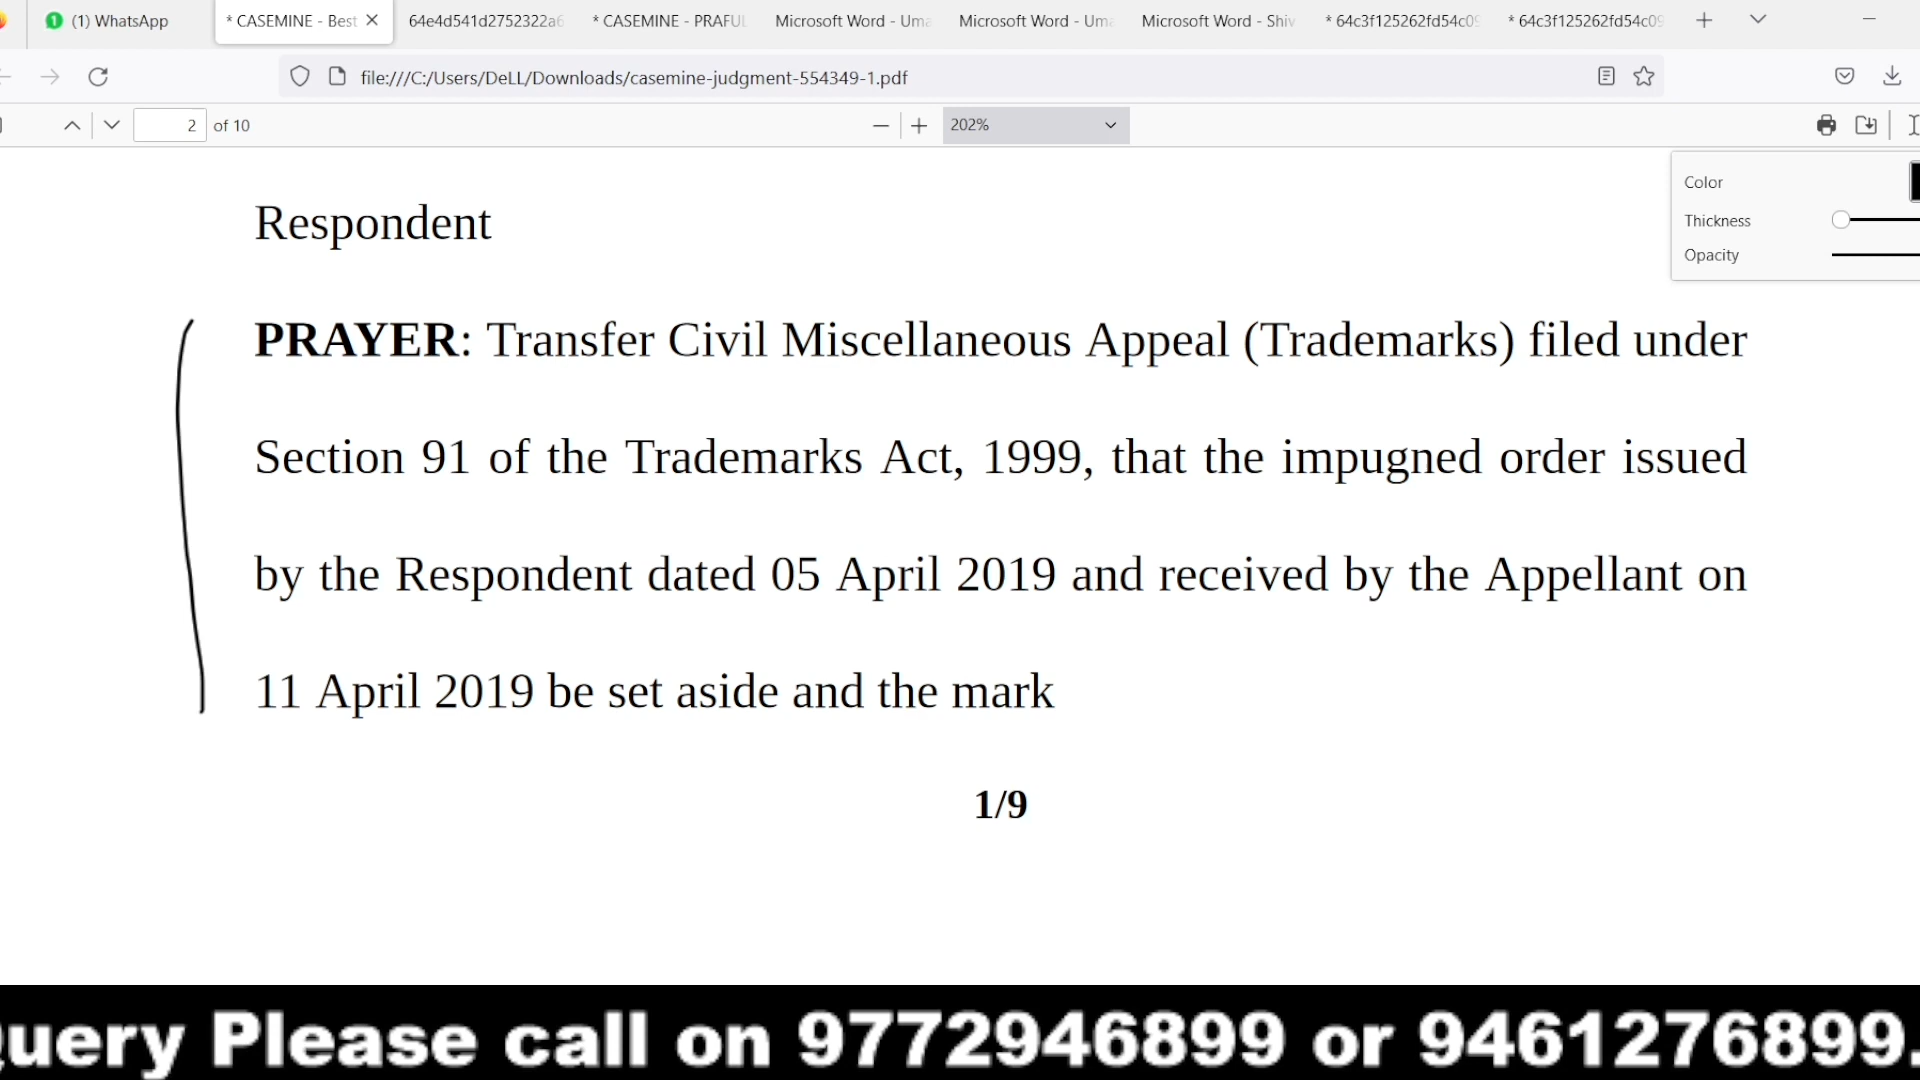 (1) WhatsApp
* CASEMINE - Best
64e4d541d2752322a6
* CASEMINE - PRAFUL
Microsoft Word - Uma
Microsoft Word - Uma
Microsoft Word - Shiv
* 64c3f125262fd54c09
* 64c3f125262fd54c09
file:///C:/Users/DeLL/Downloads/casemine-judgment-554349-1.pdf
2 of 10
202%
Color
Thickness
Opacity
Respondent
PRAYER: Transfer Civil Miscellaneous Appeal (Trademarks) filed under
Section 91 of the Trademarks Act, 1999, that the impugned order issued
by the Respondent dated 05 April 2019 and received by the Appellant on
11 April 2019 be set aside and the mark
1/9
uery Please call on 9772946899 or 9461276899.